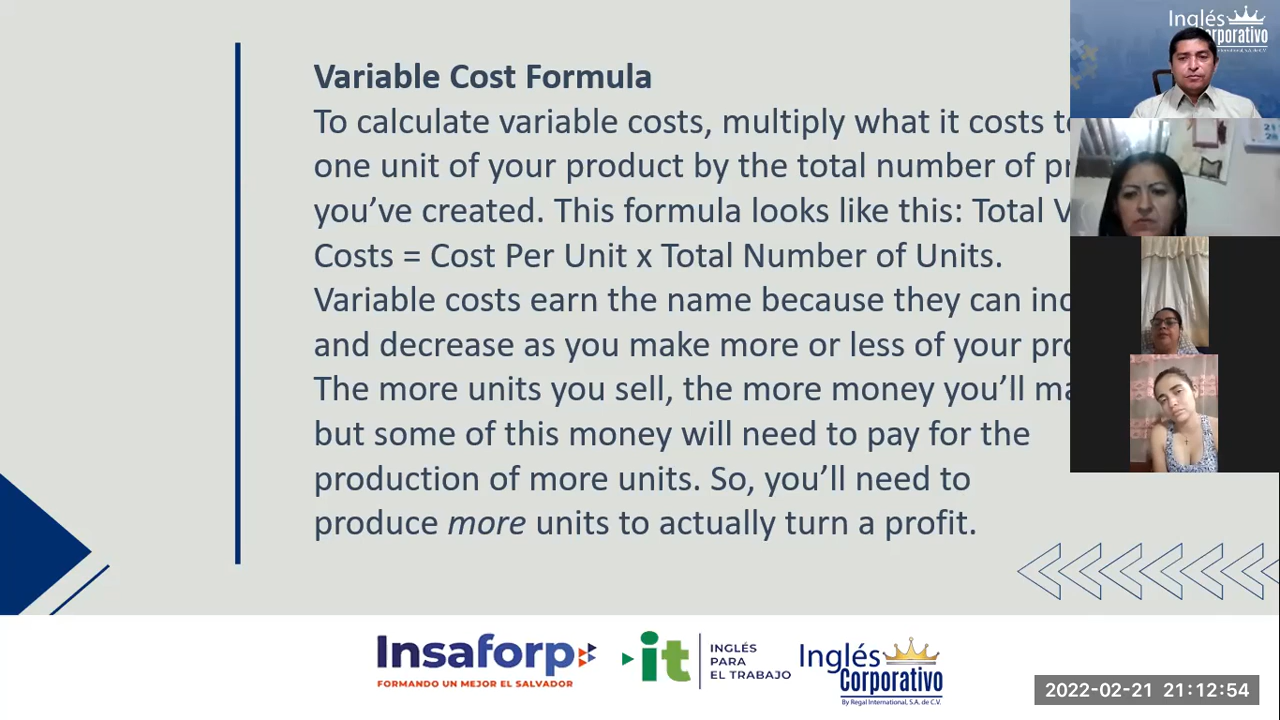 Variable Cost Formula
To calculate variable costs, multiply what it costs
one unit of your product by the total number of
you’ve created. This formula looks like this: Total
Costs = Cost Per Unit x Total Number of Units.
Variable costs earn the name because they can
and decrease as you make more or less of your
The more units you sell, the more money you’ll
but some of this money will need to pay for the
production of more units. So, you’ll need to
produce more units to actually turn a profit.
Inglés
Corporativo
Insaforp
FORMANDO UN MEJOR EL SALVADOR
it
INGLÉS
PARA
EL TRABAJO
Inglés
Corporativo
By Regal International, S.A. de C.V.
2022-02-21 21:12:54